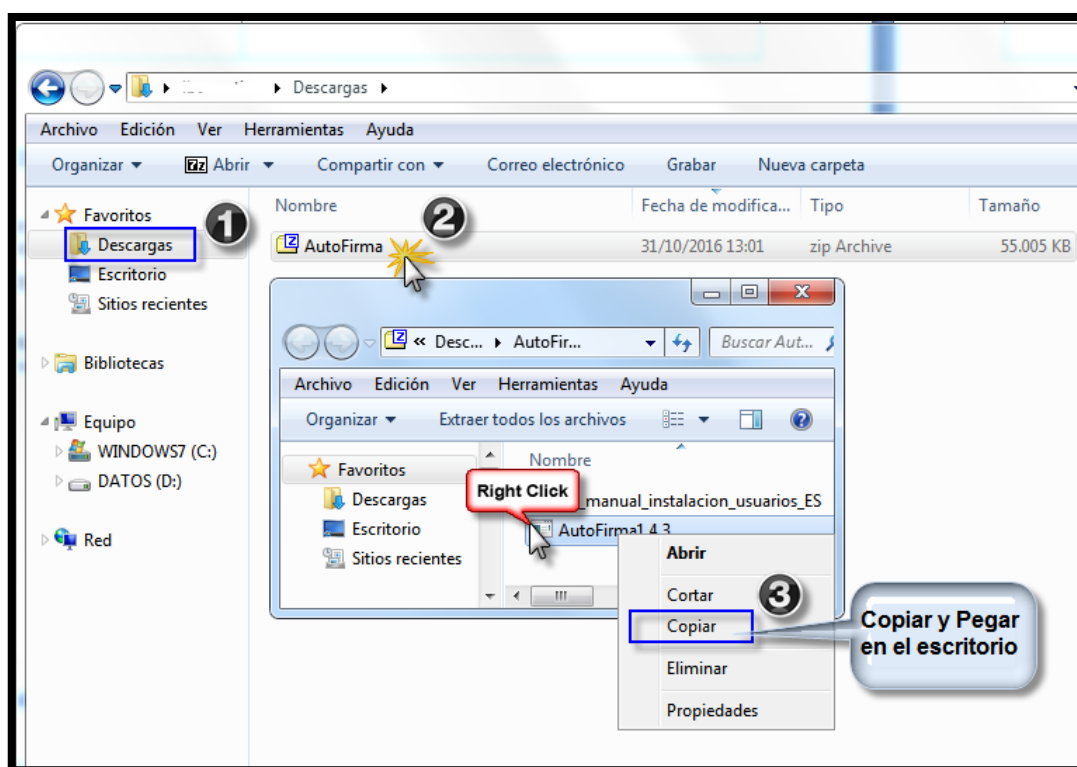 Descargas
Archivo Edición Ver Herramientas Ayuda
Organizar Abrir Compartir con Correo electrónico Grabar Nueva carpeta
Favoritos
Descargas
Escritorio
Sitios recientes
Bibliotecas
Equipo
WINDOWS7 (C:)
DATOS (D:)
Red
1
Nombre Fecha de modifica... Tipo Tamaño
2
AutoFirma 31/10/2016 13:01 zip Archive 55.005 KB
« Desc... AutoFir... Buscar Aut...
Archivo Edición Ver Herramientas Ayuda
Organizar Extraer todos los archivos
Favoritos
Descargas
Escritorio
Sitios recientes
Nombre
Right Click
_manual_instalacion_usuarios_ES
AutoFirma1.4.3
Abrir
Cortar
3
Copiar
Eliminar
Propiedades
Copiar y Pegar
en el escritorio